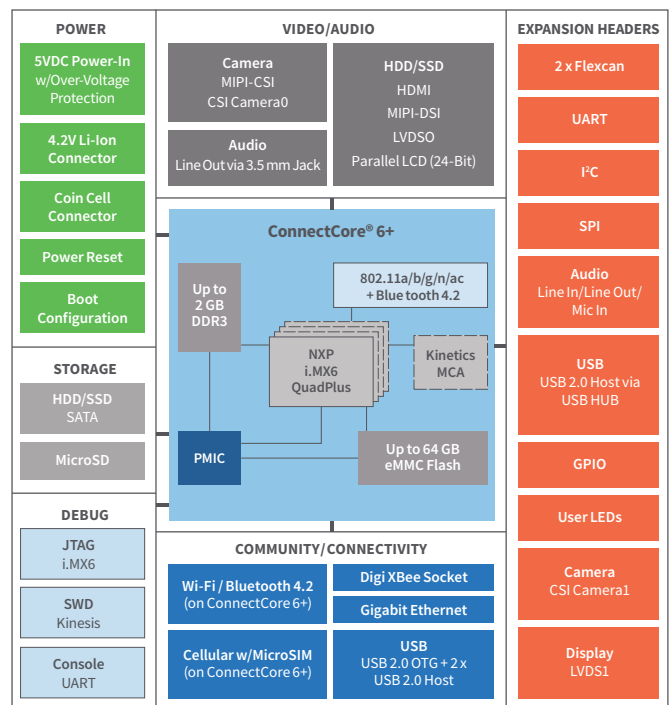 POWER
5VDC Power-In
w/Over-Voltage
Protection
4.2V Li-Ion
Connector
Coin Cell
Connector
Power Reset
Boot
Configuration
STORAGE
HDD/SSD
SATA
MicroSD
DEBUG
JTAG
i.MX6
SWD
Kinesis
Console
UART
VIDEO/AUDIO
Camera
MIPI-CSI
CSI Camera0
Audio
Line Out via 3.5 mm Jack
HDD/SSD
HDMI
MIPI-DSI
LVDSO
Parallel LCD (24-Bit)
ConnectCore® 6+
Up to
2 GB
DDR3
802.11a/b/g/n/ac
+ Blue tooth 4.2
NXP
i.MX6
QuadPlus
Kinetics
MCA
PMIC
Up to 64 GB
eMMC Flash
COMMUNITY/CONNECTIVITY
Wi-Fi / Bluetooth 4.2
(on ConnectCore 6+)
Digi XBee Socket
Gigabit Ethernet
Cellular w/MicroSIM
(on ConnectCore 6+)
USB
USB 2.0 OTG + 2 x
USB 2.0 Host
EXPANSION HEADERS
2 x Flexcan
UART
I²C
SPI
Audio
Line In/Line Out/
Mic In
USB
USB 2.0 Host via
USB HUB
GPIO
User LEDs
Camera
CSI Camera1
Display
LVDS1